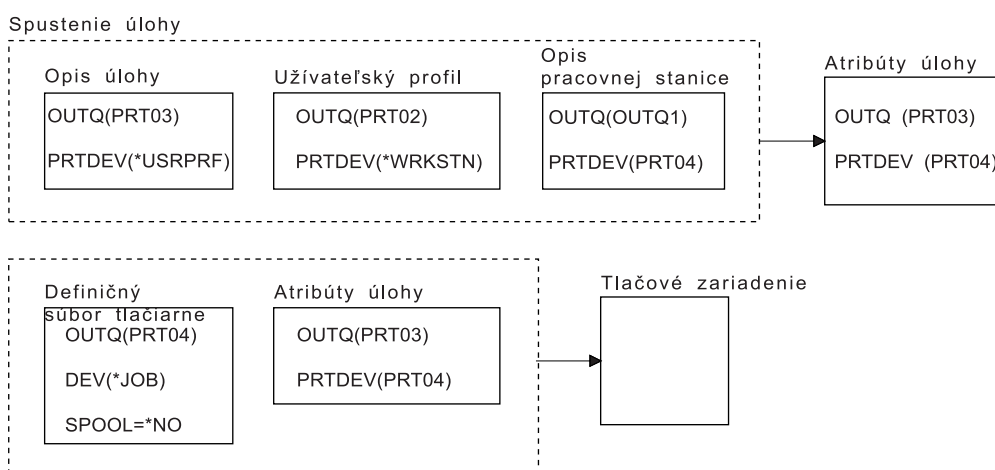 Spustenie úlohy
Opis úlohy
OUTQ(PRT03)
PRTDEV(*USRPRF)
Užívateľský profil
OUTQ(PRT02)
PRTDEV(*WRKSTN)
Opis
pracovnej stanice
OUTQ(OUTQ1)
PRTDEV(PRT04)
Atribúty úlohy
OUTQ (PRT03)
PRTDEV (PRT04)
Definičný
súbor tlačiarne
OUTQ(PRT04)
DEV(*JOB)
SPOOL=*NO
Atribúty úlohy
OUTQ(PRT03)
PRTDEV(PRT04)
Tlačové zariadenie